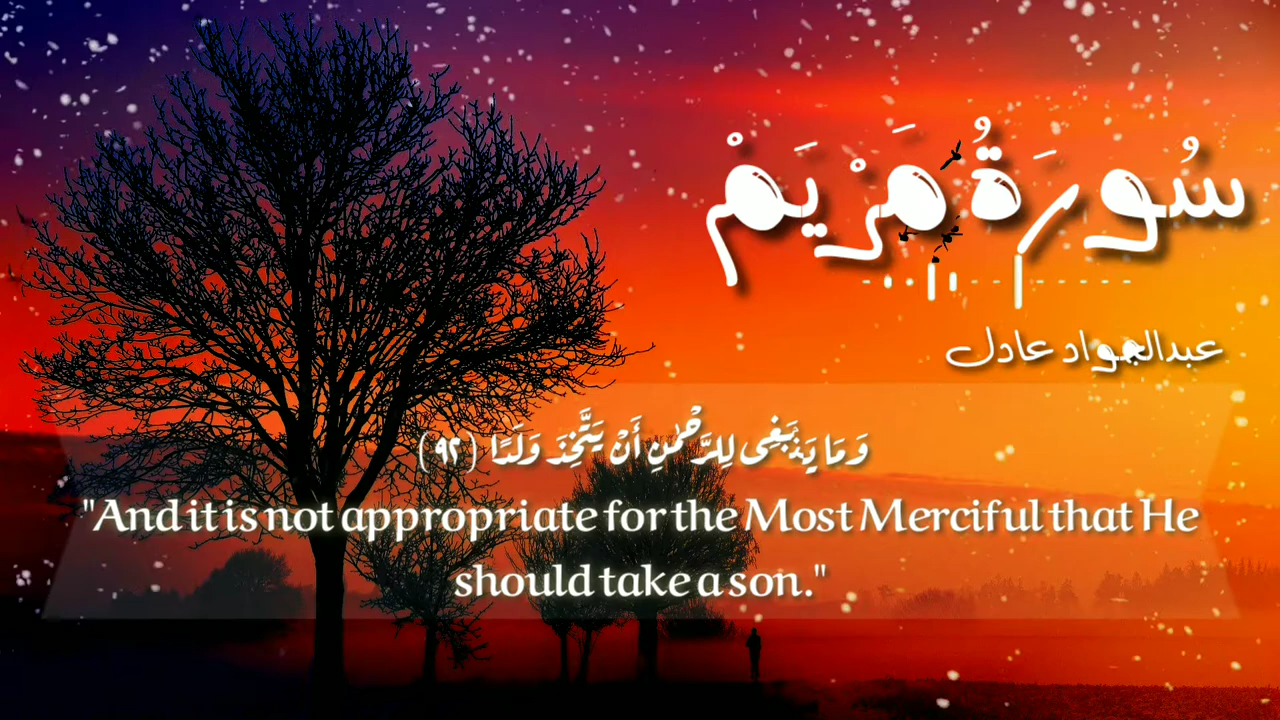 سُورَةُ مَرْيَمْ
عبدالجواد عادل
وَمَا يَنۢبَغِى لِلرَّحْمَٰنِ أَنْ يَتَّخِذَ وَلَدًا (٩٢)
"And it is not appropriate for the Most Merciful that He
should take a son."